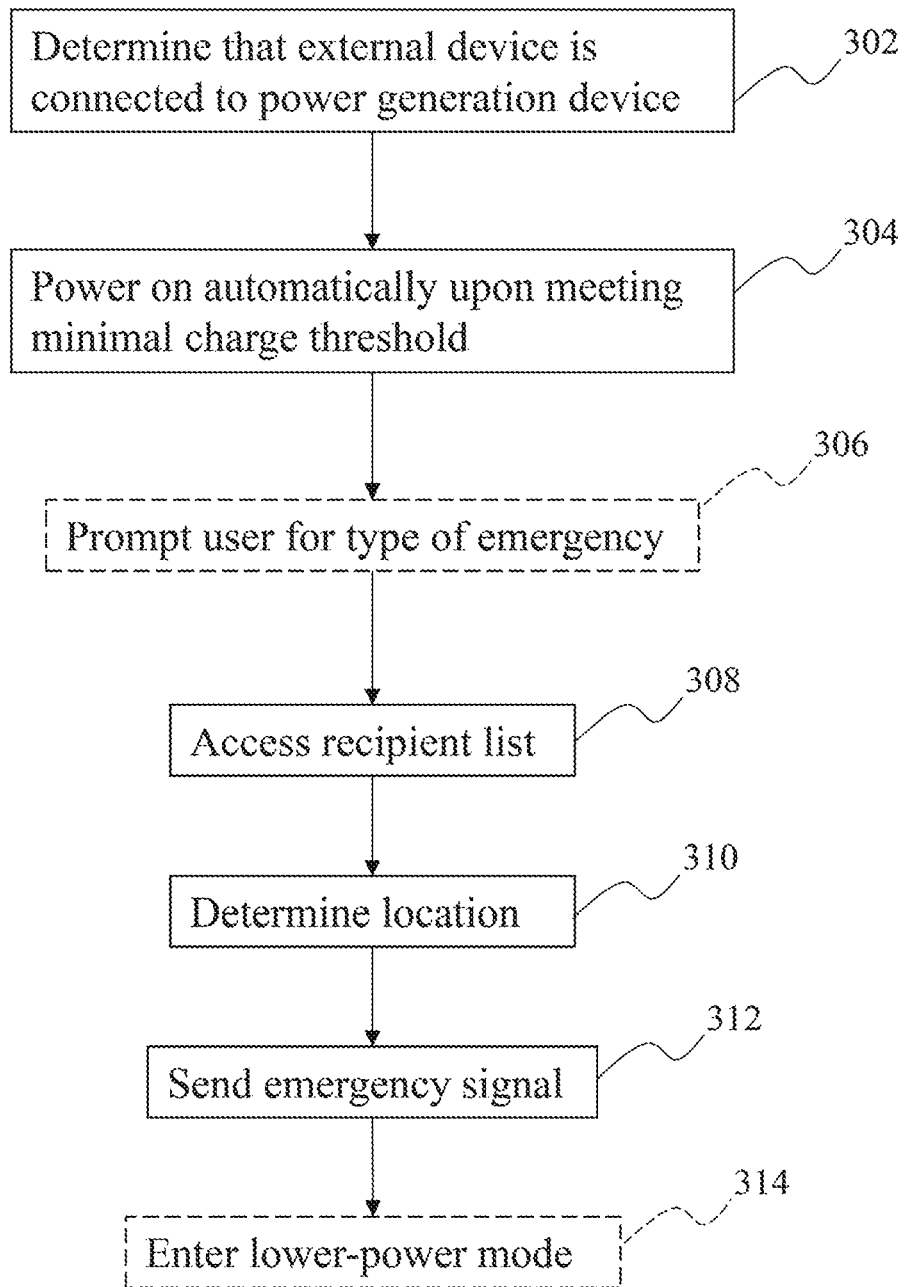 Determine that external device is
connected to power generation device
302
Power on automatically upon meeting
minimal charge threshold
304
Prompt user for type of emergency
306
Access recipient list
308
Determine location
310
Send emergency signal
312
Enter lower-power mode
314